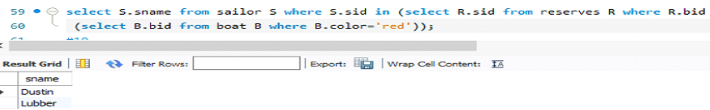 59 select S.sname from sailor S where S.sid in (select R.sid from reserves R where R.bid
60 (select B.bid from boat B where B.color='red'));
Result Grid Filter Rows: Export: Wrap Cell Content:
sname
Dustin
Lubber